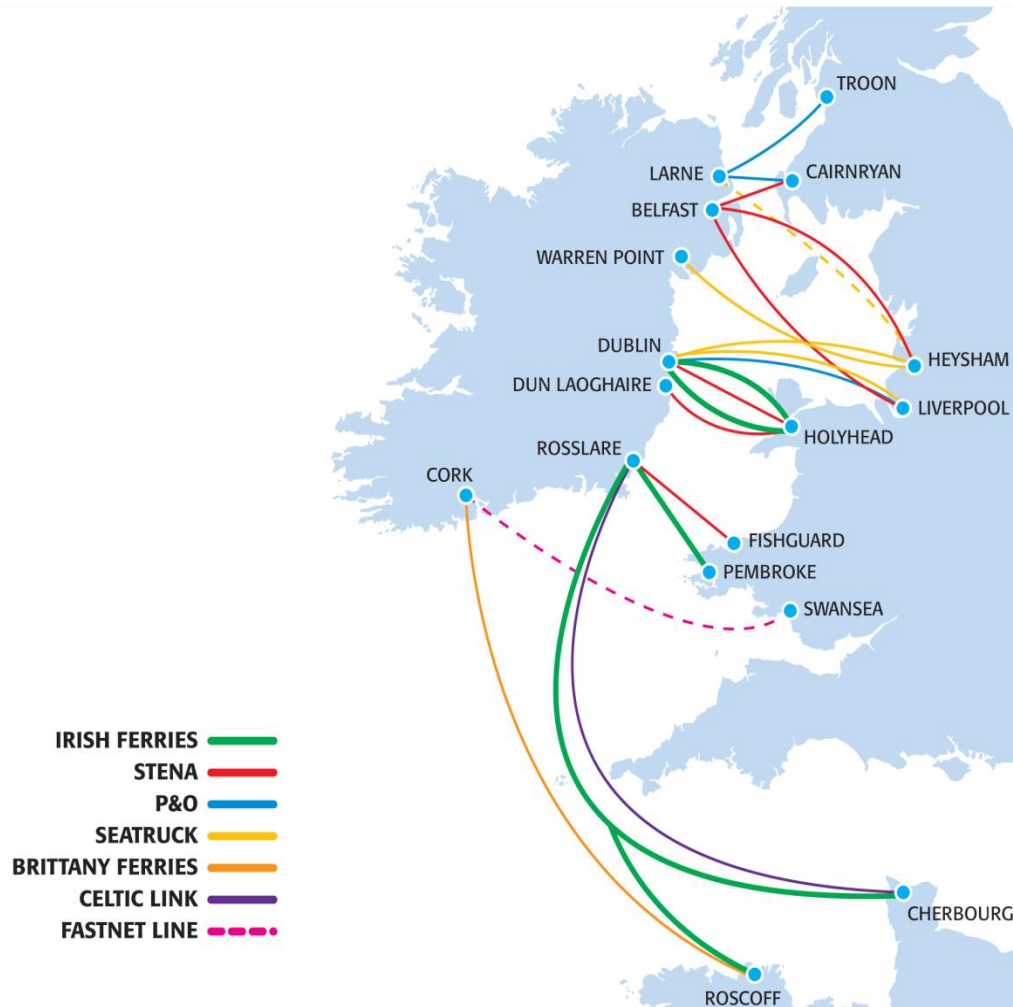 TROON
LARNE
CAIRNRYAN
BELFAST
WARREN POINT
DUBLIN
HEYSHAM
DUN LAOGHAIRE
LIVERPOOL
HOLYHEAD
ROSSLARE
CORK
FISHGUARD
PEMBROKE
SWANSEA
IRISH FERRIES
STENA
P&O
SEATRUCK
BRITTANY FERRIES
CELTIC LINK
FASTNET LINE
CHERBOURG
ROSCOFF